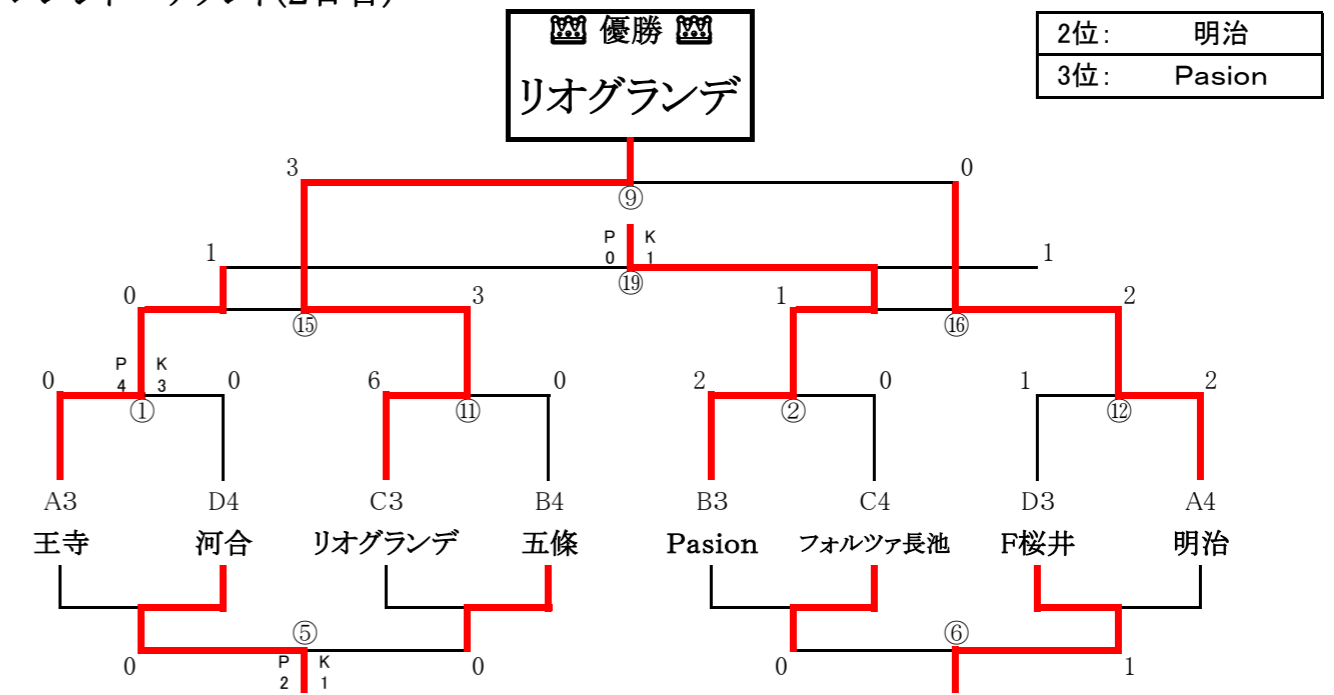 優勝
リオグランデ
2位: 明治
3位: Pasion
3 0
⑨
P K
1 0 1 1
⑲
0 3 1 2
⑮ ⑯
P K
0 4 3 0 6 0 2 0 1 2
① ⑪ ② ⑫
A3 D4 C3 B4 B3 C4 D3 A4
王寺 河合 リオグランデ 五條 Pasion フォルツァ長池 F桜井 明治
⑤ ⑥
0 P K 0 0 1
2 1